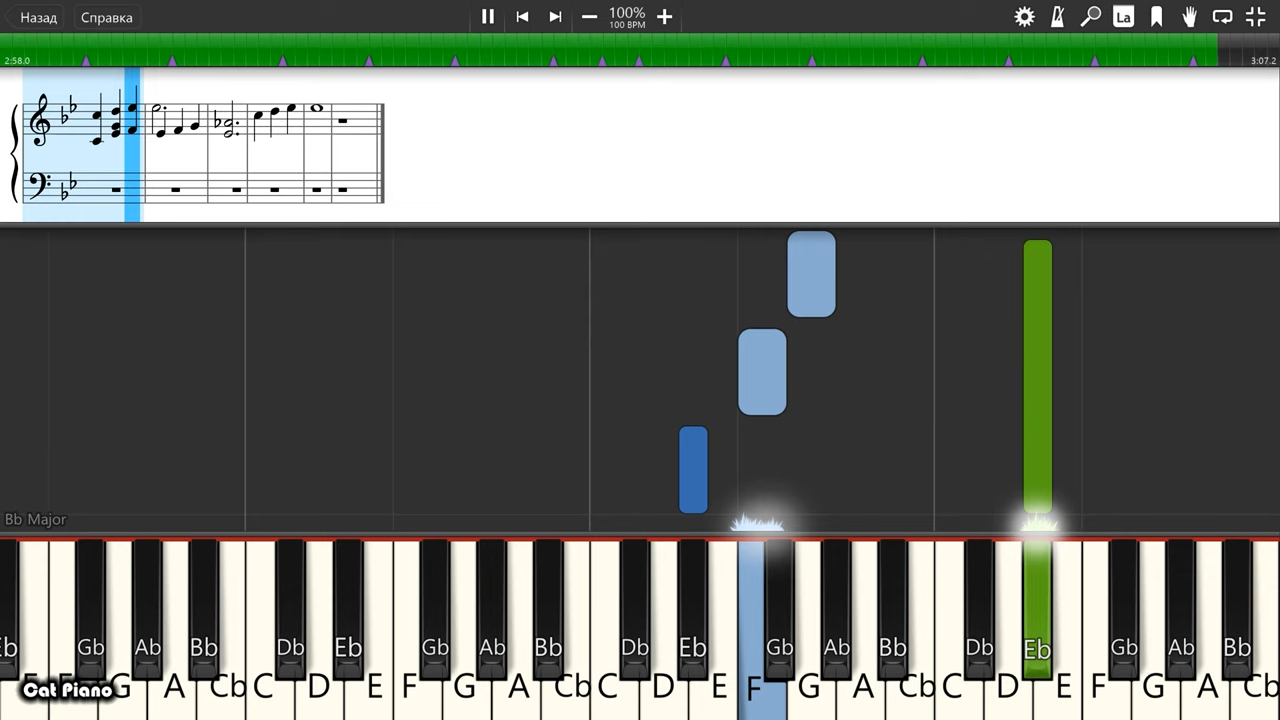 Назад Справка 100% La
100 BPM
2:58.0 3:07.2
Bb Major
Eb Gb Ab Bb Db Eb Gb Ab Bb Db Eb Gb Ab Bb Db Eb Gb Ab Bb
G A Cb C D E F G A Cb C D E F G A Cb C D E F G A Cb
Cat Piano